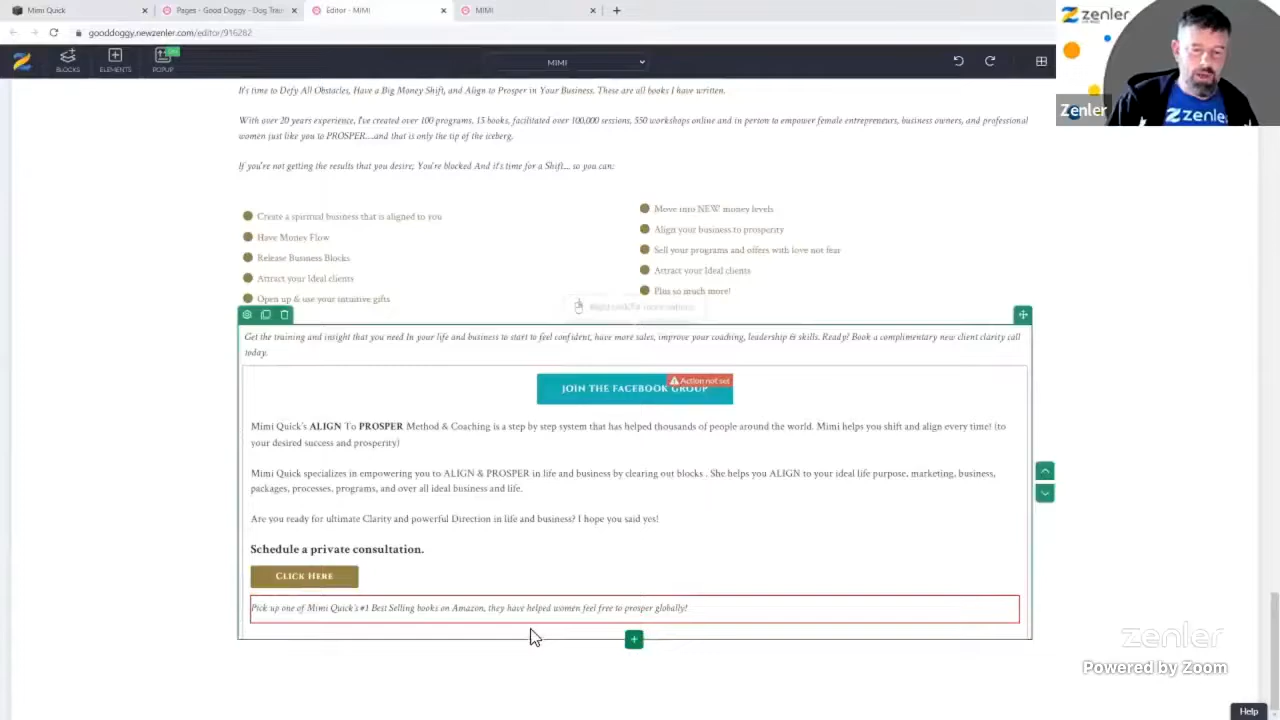 Mimi Quick
Pages - Good Doggy - Dog Train
Editor - MIMI
MIMI
gooddoggy.newzenler.com/editor/916282
zenler
BLOCKS
ELEMENTS
POPUP
MIMI
Zenler
zenler
It's time to Defy All Obstacles, Have a Big Money Shift, and Align to Prosper in Your Business. These are all books I have written.
With over 20 years experience, I've created over 100 programs, 15 books, facilitated over 100,000 sessions, 550 workshops online and in person to empower female entrepreneurs, business owners, and professional
women just like you to PROSPER...and that is only the tip of the iceberg.
If you're not getting the results that you desire; You're blocked And it's time for a Shift.... so you can:
Create a spiritual business that is aligned to you
Have Money Flow
Release Business Blocks
Attract your Ideal clients
Open up & use your intuitive gifts
Move into NEW money levels
Align your business to prosperity
Sell your programs and offers with love not fear
Attract your Ideal clients
Plus so much more!
Right click for more options
Get the training and insight that you need In your life and business to start to feel confident, have more sales, improve your coaching, leadership & skills. Ready? Book a complimentary new client clarity call
today.
Action not set
JOIN THE FACEBOOK GROUP
Mimi Quick's ALIGN To PROSPER Method & Coaching is a step by step system that has helped thousands of people around the world. Mimi helps you shift and align every time! (to
your desired success and prosperity)
Mimi Quick specializes in empowering you to ALIGN & PROSPER in life and business by clearing out blocks . She helps you ALIGN to your ideal life purpose, marketing, business,
packages, processes, programs, and over all ideal business and life.
Are you ready for ultimate Clarity and powerful Direction in life and business? I hope you said yes!
Schedule a private consultation.
CLICK HERE
Pick up one of Mimi Quick's #1 Best Selling books on Amazon, they have helped women feel free to prosper globally!
zenler
Powered by Zoom
Help